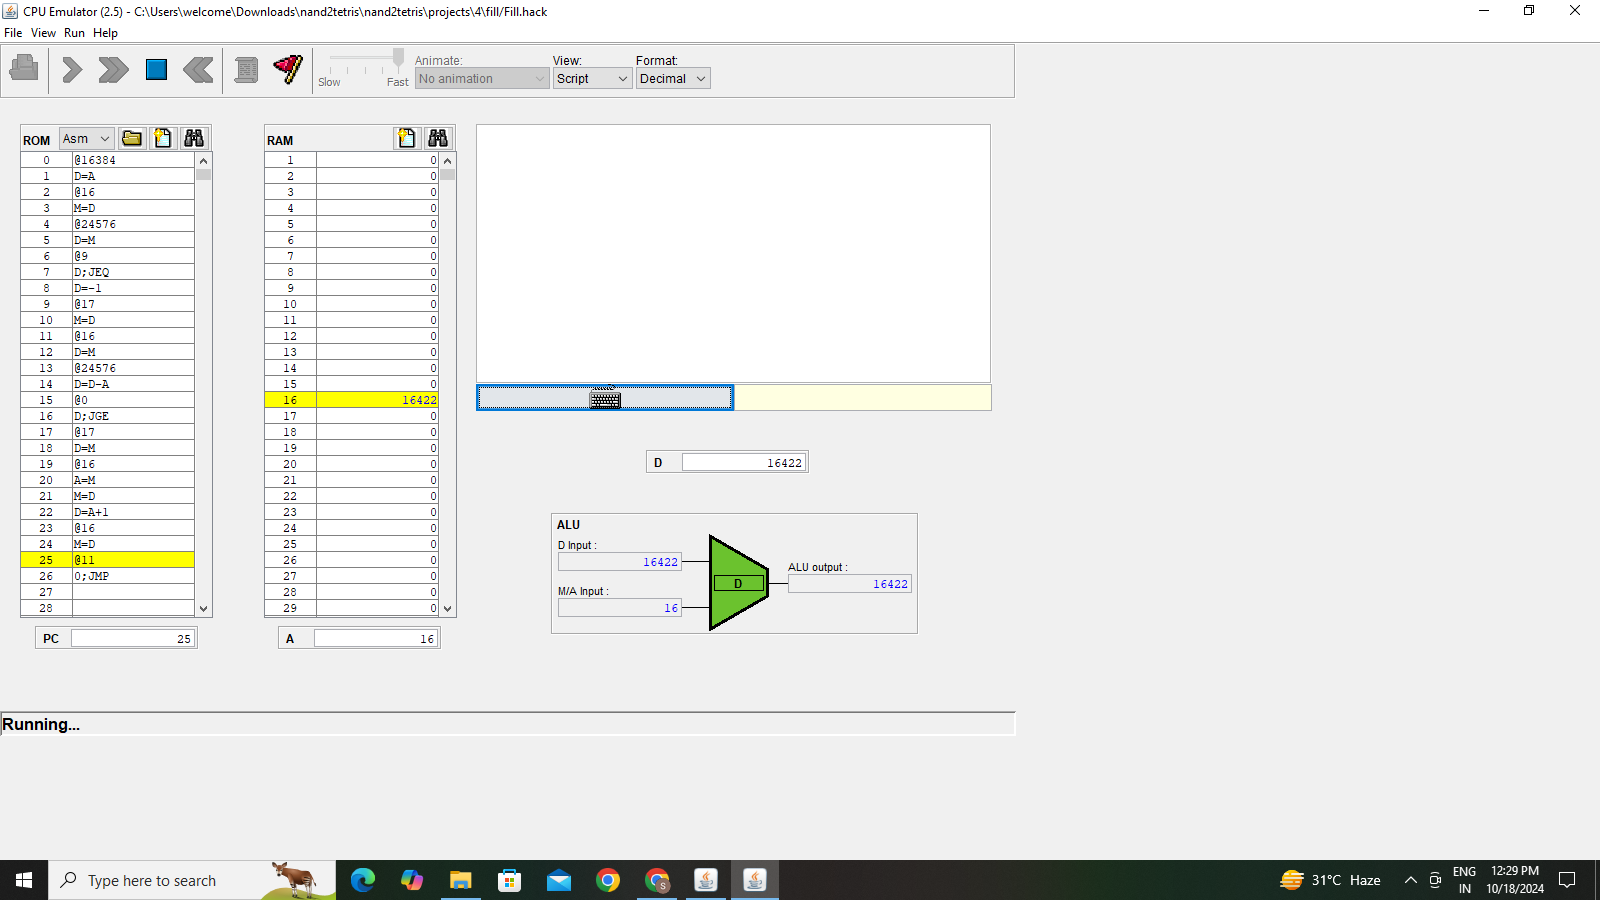 CPU Emulator (2.5) - C:\Users\welcome\Downloads\nand2tetris\nand2tetris\projects\4\fill/Fill.hack
File View Run Help
Slow Fast
Animate:
No animation
View:
Script
Format:
Decimal
ROM Asm
0 @16384
1 D=A
2 @16
3 M=D
4 @24576
5 D=M
6 @9
7 D;JEQ
8 D=-1
9 @17
10 M=D
11 @16
12 D=M
13 @24576
14 D=D-A
15 @0
16 D;JGE
17 @17
18 D=M
19 @16
20 A=M
21 M=D
22 D=A+1
23 @16
24 M=D
25 @11
26 0;JMP
27
28
PC 25
RAM
1 0
2 0
3 0
4 0
5 0
6 0
7 0
8 0
9 0
10 0
11 0
12 0
13 0
14 0
15 0
16 16422
17 0
18 0
19 0
20 0
21 0
22 0
23 0
24 0
25 0
26 0
27 0
28 0
29 0
A 16
D 16422
ALU
D Input :
16422
M/A Input :
16
D
ALU output :
16422
Running...
Type here to search
S
31°C Haze
ENG
IN
12:29 PM
10/18/2024